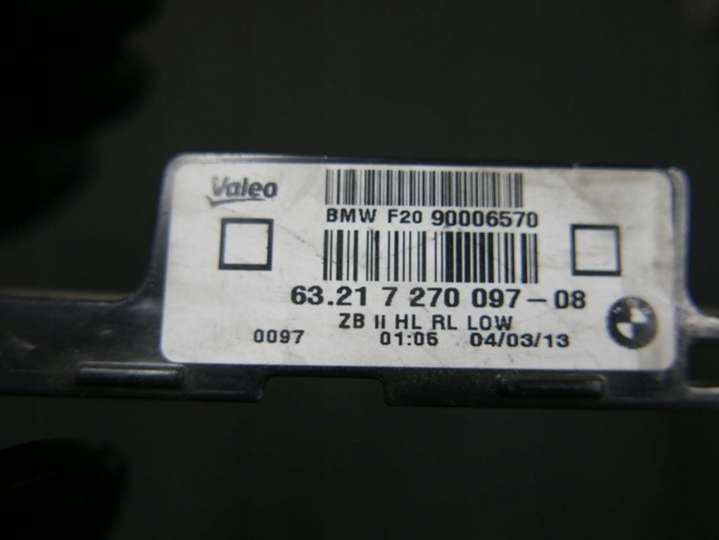 Valeo
BMW F20 90006570
63.21 7 270 097-08
ZB II HL RL LOW
0097 01:05 04/03/13